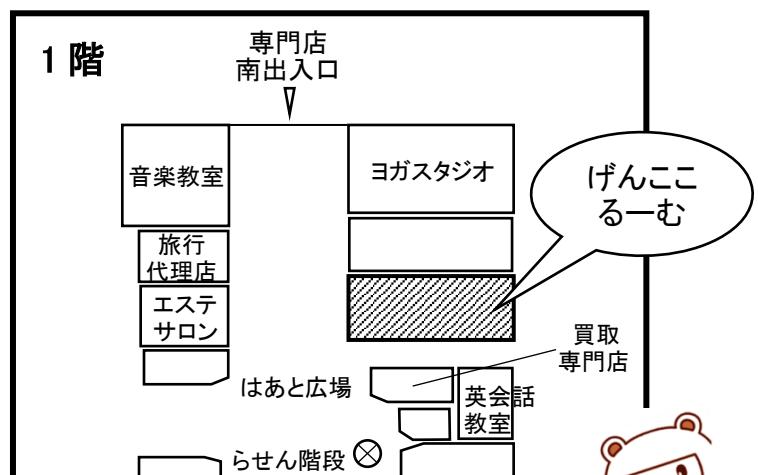 1階
専門店
南出入口
音楽教室
ヨガスタジオ
げんここ
るーむ
旅行
代理店
エステ
サロン
買取
専門店
はあと広場
英会話
教室
らせん階段